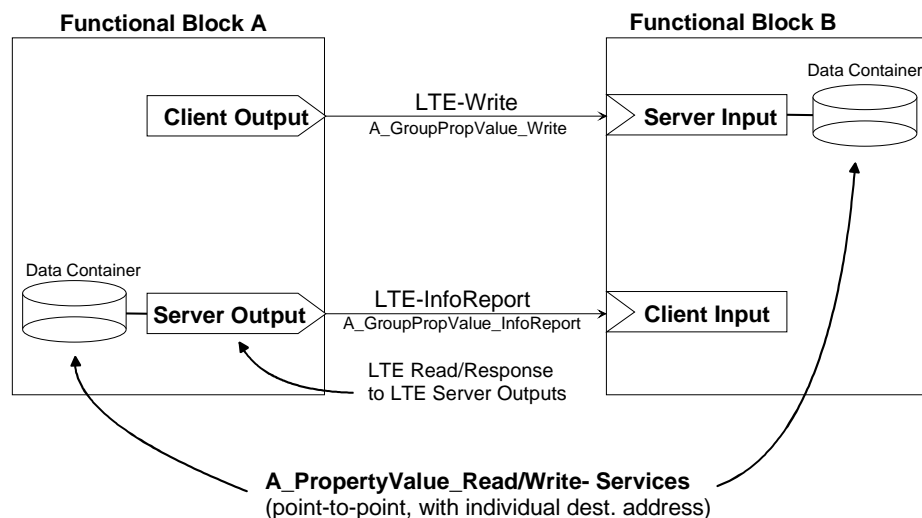 Functional Block A
Functional Block B
Data Container
Client Output
LTE-Write
A_GroupPropValue_Write
Server Input
Data Container
Server Output
LTE-InfoReport
A_GroupPropValue_InfoReport
Client Input
LTE Read/Response
to LTE Server Outputs
A_PropertyValue_Read/Write- Services
(point-to-point, with individual dest. address)